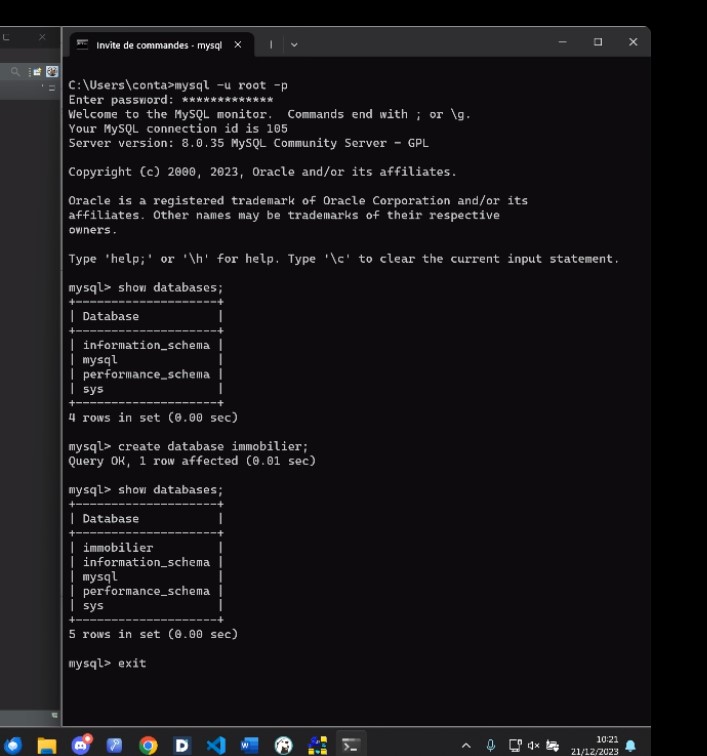 Invite de commandes - mysql
C:\Users\conta>mysql -u root -p
Enter password: *************
Welcome to the MySQL monitor.  Commands end with ; or \g.
Your MySQL connection id is 105
Server version: 8.0.35 MySQL Community Server - GPL
Copyright (c) 2000, 2023, Oracle and/or its affiliates.
Oracle is a registered trademark of Oracle Corporation and/or its
affiliates. Other names may be trademarks of their respective
owners.
Type 'help;' or '\h' for help. Type '\c' to clear the current input statement.
mysql> show databases;
+--------------------+
| Database           |
+--------------------+
| information_schema |
| mysql              |
| performance_schema |
| sys                |
+--------------------+
4 rows in set (0.00 sec)
mysql> create database immobilier;
Query OK, 1 row affected (0.01 sec)
mysql> show databases;
+--------------------+
| Database           |
+--------------------+
| immobilier         |
| information_schema |
| mysql              |
| performance_schema |
| sys                |
+--------------------+
5 rows in set (0.00 sec)
mysql> exit
10:21
21/12/2023